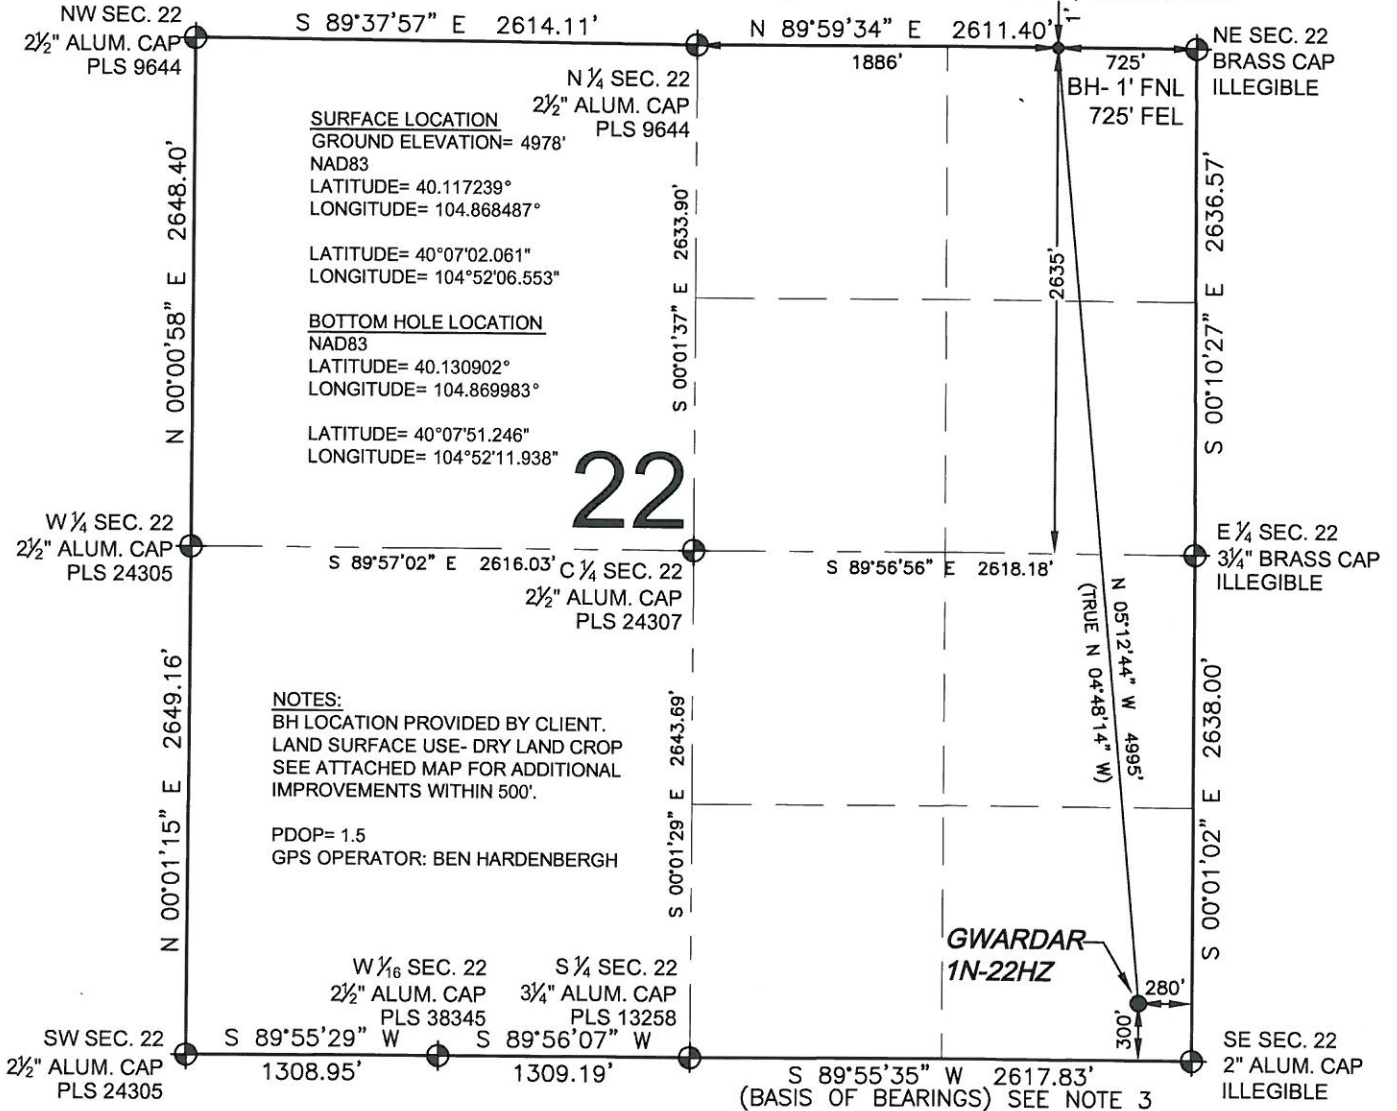 NW SEC. 22
2½" ALUM. CAP
PLS 9644
S 89°37'57" E 2614.11'
N 89°59'34" E 2611.40'
1'
1886'
725'
NE SEC. 22
BRASS CAP
ILLEGIBLE
N ¼ SEC. 22
2½" ALUM. CAP
PLS 9644
BH- 1' FNL
725' FEL
SURFACE LOCATION
GROUND ELEVATION= 4978'
NAD83
LATITUDE= 40.117239°
LONGITUDE= 104.868487°
LATITUDE= 40°07'02.061"
LONGITUDE= 104°52'06.553"
BOTTOM HOLE LOCATION
NAD83
LATITUDE= 40.130902°
LONGITUDE= 104.869983°
LATITUDE= 40°07'51.246"
LONGITUDE= 104°52'11.938"
N 00°00'58" E 2648.40'
S 00°01'37" E 2633.90'
2635'
S 00°10'27" E 2636.57'
22
W ¼ SEC. 22
2½" ALUM. CAP
PLS 24305
S 89°57'02" E 2616.03'
C ¼ SEC. 22
2½" ALUM. CAP
PLS 24307
S 89°56'56" E 2618.18'
E ¼ SEC. 22
3¼" BRASS CAP
ILLEGIBLE
N 05°12'44" W 4995'
(TRUE N 04°48'14" W)
N 00°01'15" E 2649.16'
NOTES:
BH LOCATION PROVIDED BY CLIENT.
LAND SURFACE USE- DRY LAND CROP
SEE ATTACHED MAP FOR ADDITIONAL
IMPROVEMENTS WITHIN 500'.
PDOP= 1.5
GPS OPERATOR: BEN HARDENBERGH
S 00°01'29" E 2643.69'
S 00°01'02" E 2638.00'
GWARDAR
1N-22HZ
280'
300'
W 1/16 SEC. 22
2½" ALUM. CAP
PLS 38345
S ¼ SEC. 22
3¼" ALUM. CAP
PLS 13258
SW SEC. 22
2½" ALUM. CAP
PLS 24305
S 89°55'29" W
1308.95'
S 89°56'07" W
1309.19'
S 89°55'35" W 2617.83'
(BASIS OF BEARINGS) SEE NOTE 3
SE SEC. 22
2" ALUM. CAP
ILLEGIBLE